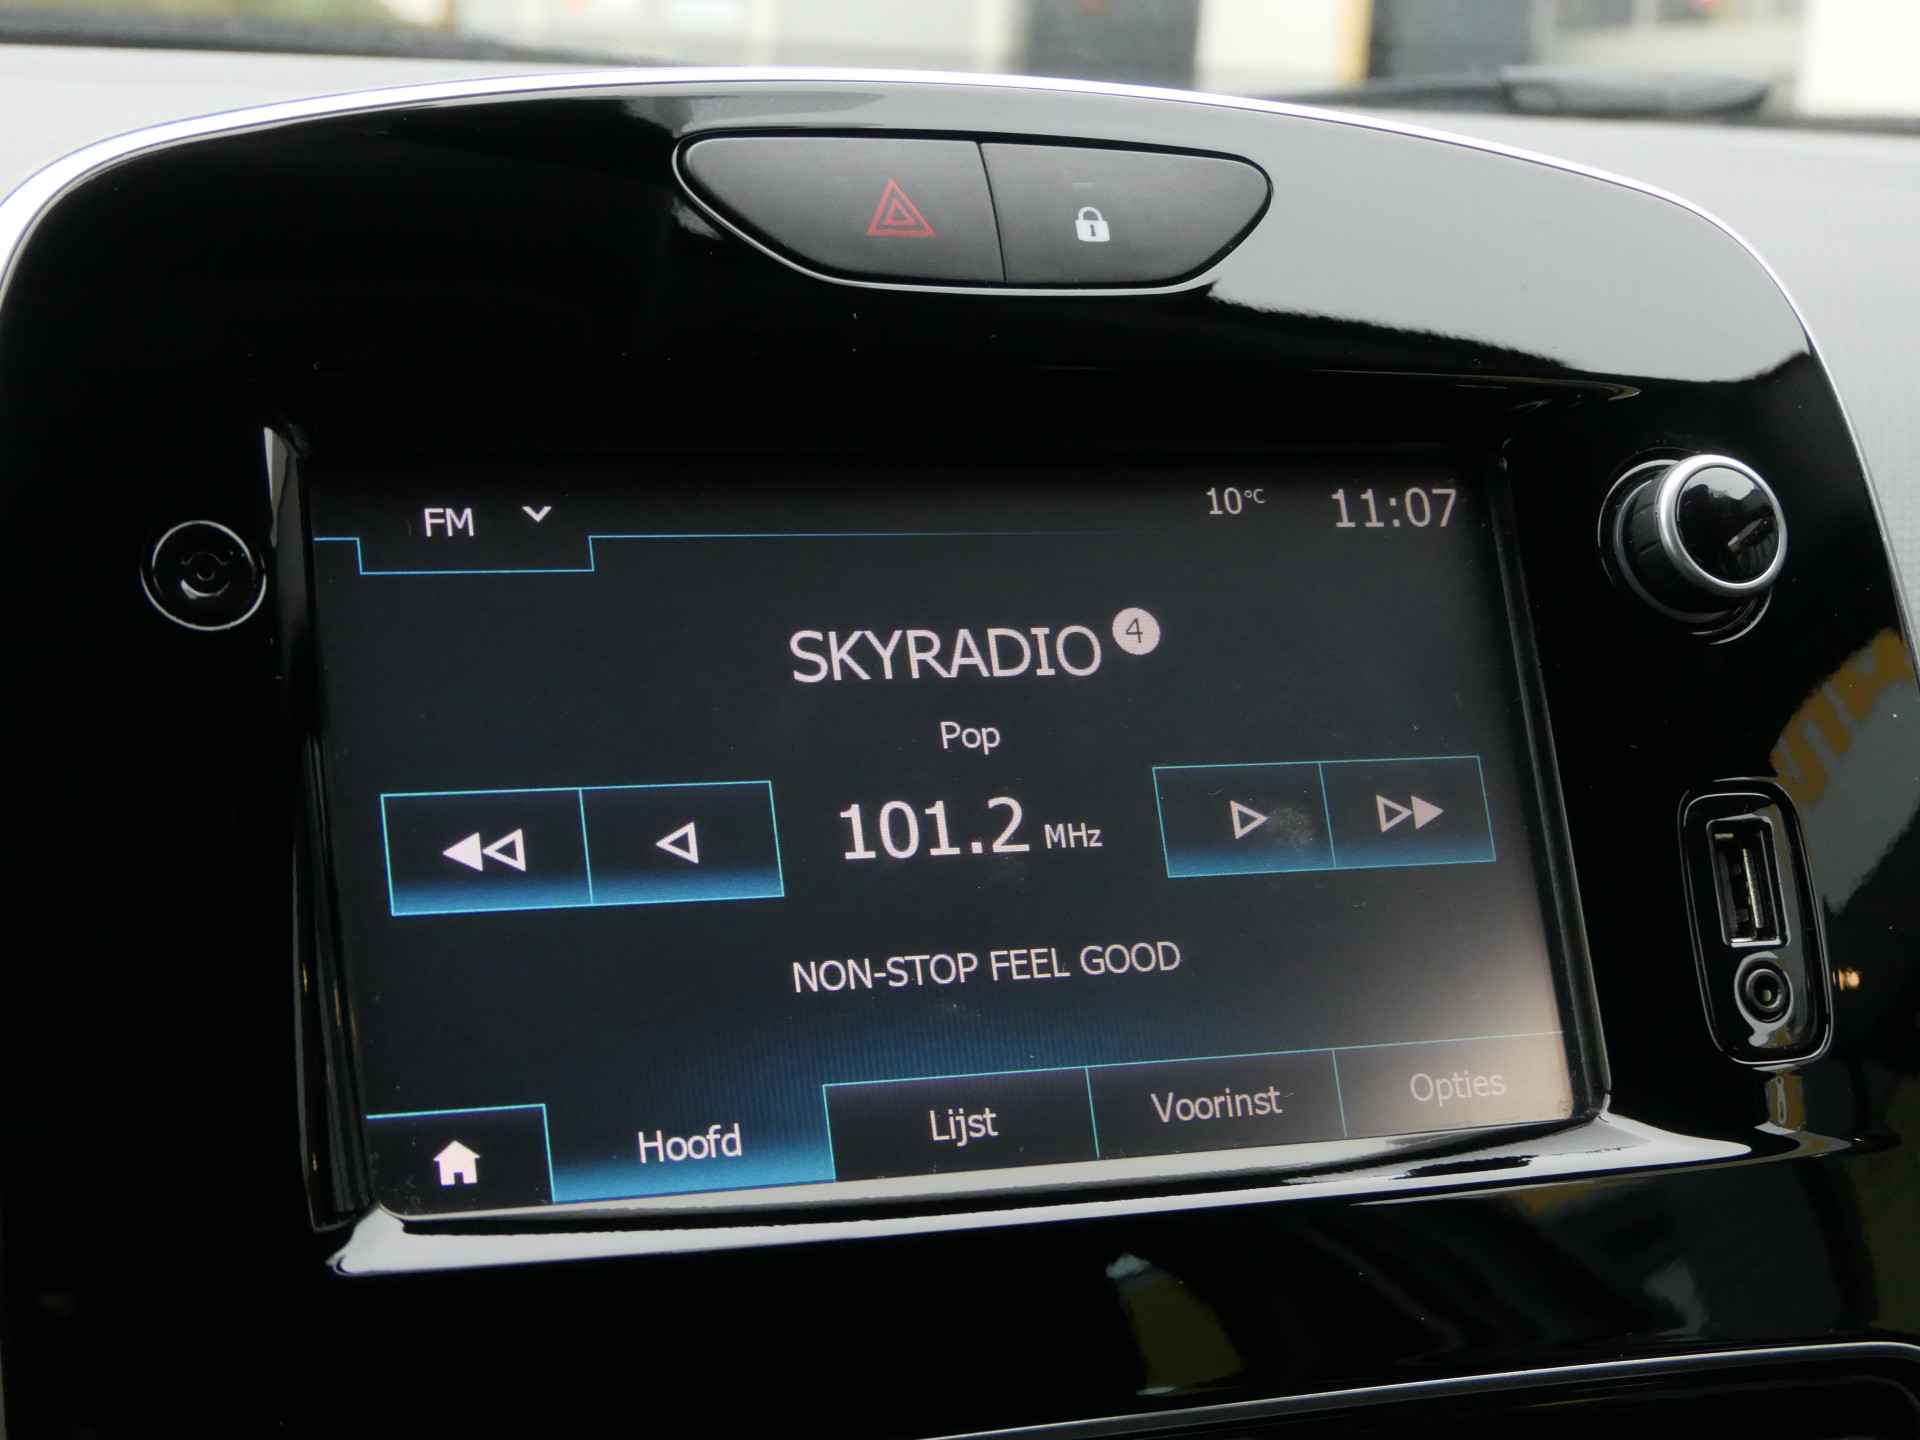 FM 10°C 11:07
SKYRADIO 4
Pop
101.2 MHz
NON-STOP FEEL GOOD
Hoofd Lijst Voorinst Opties